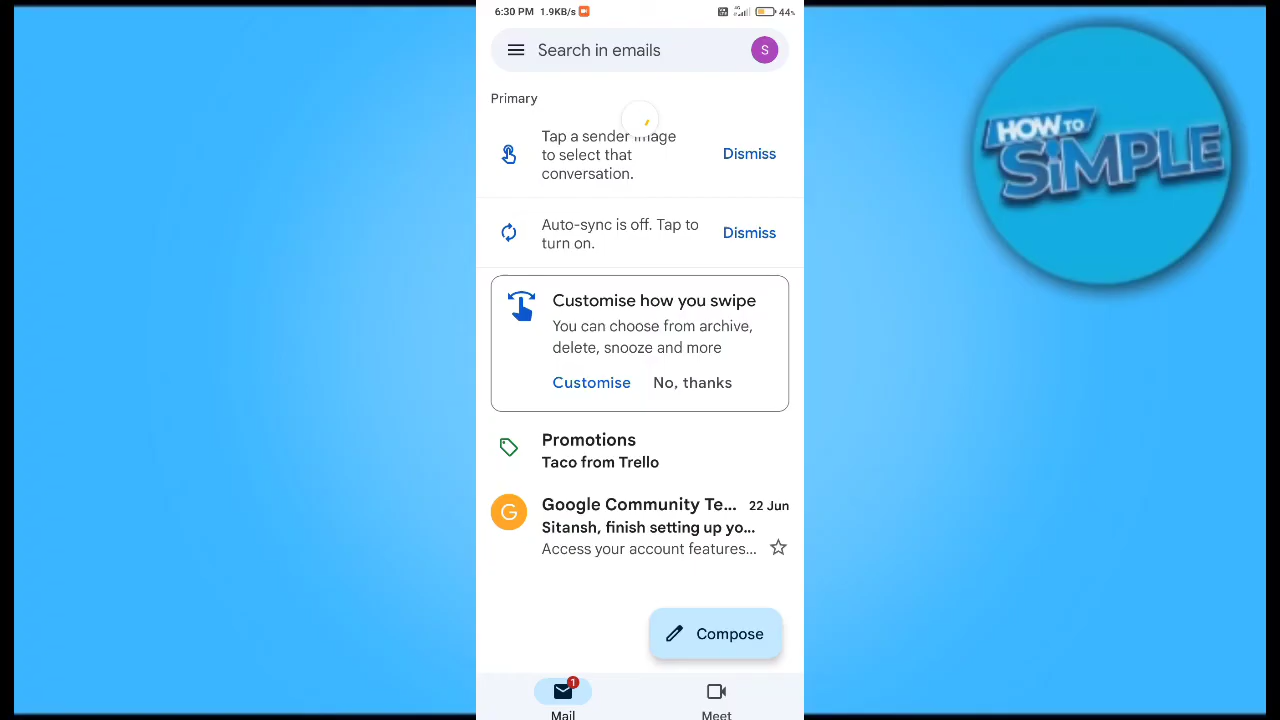 6:30 PM 1.9KB/s
4G
44%
Search in emails
S
Primary
Tap a sender image
to select that
conversation.
Dismiss
Auto-sync is off. Tap to
turn on.
Dismiss
Customise how you swipe
You can choose from archive,
delete, snooze and more
Customise
No, thanks
Promotions
Taco from Trello
G
Google Community Te...
22 Jun
Sitansh, finish setting up yo...
Access your account features...
Compose
1
Mail
Meet
HOW TO
SIMPLE